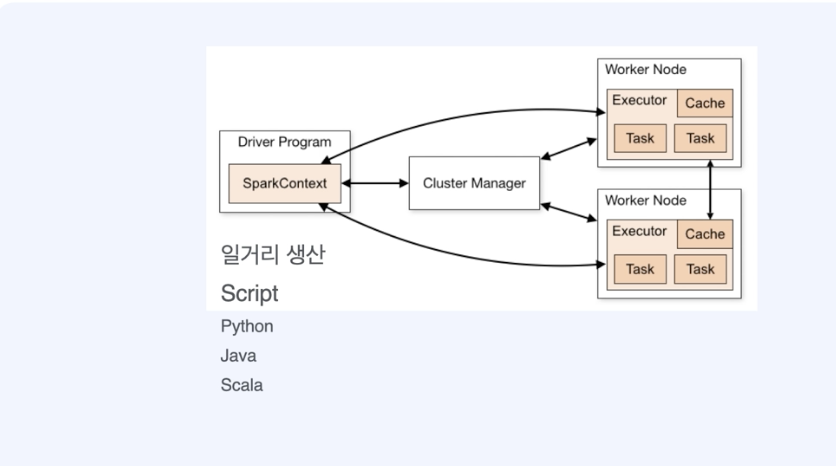 Driver Program
SparkContext
일거리 생산
Script
Python
Java
Scala
Cluster Manager
Worker Node
Executor
Cache
Task
Task
Worker Node
Executor
Cache
Task
Task